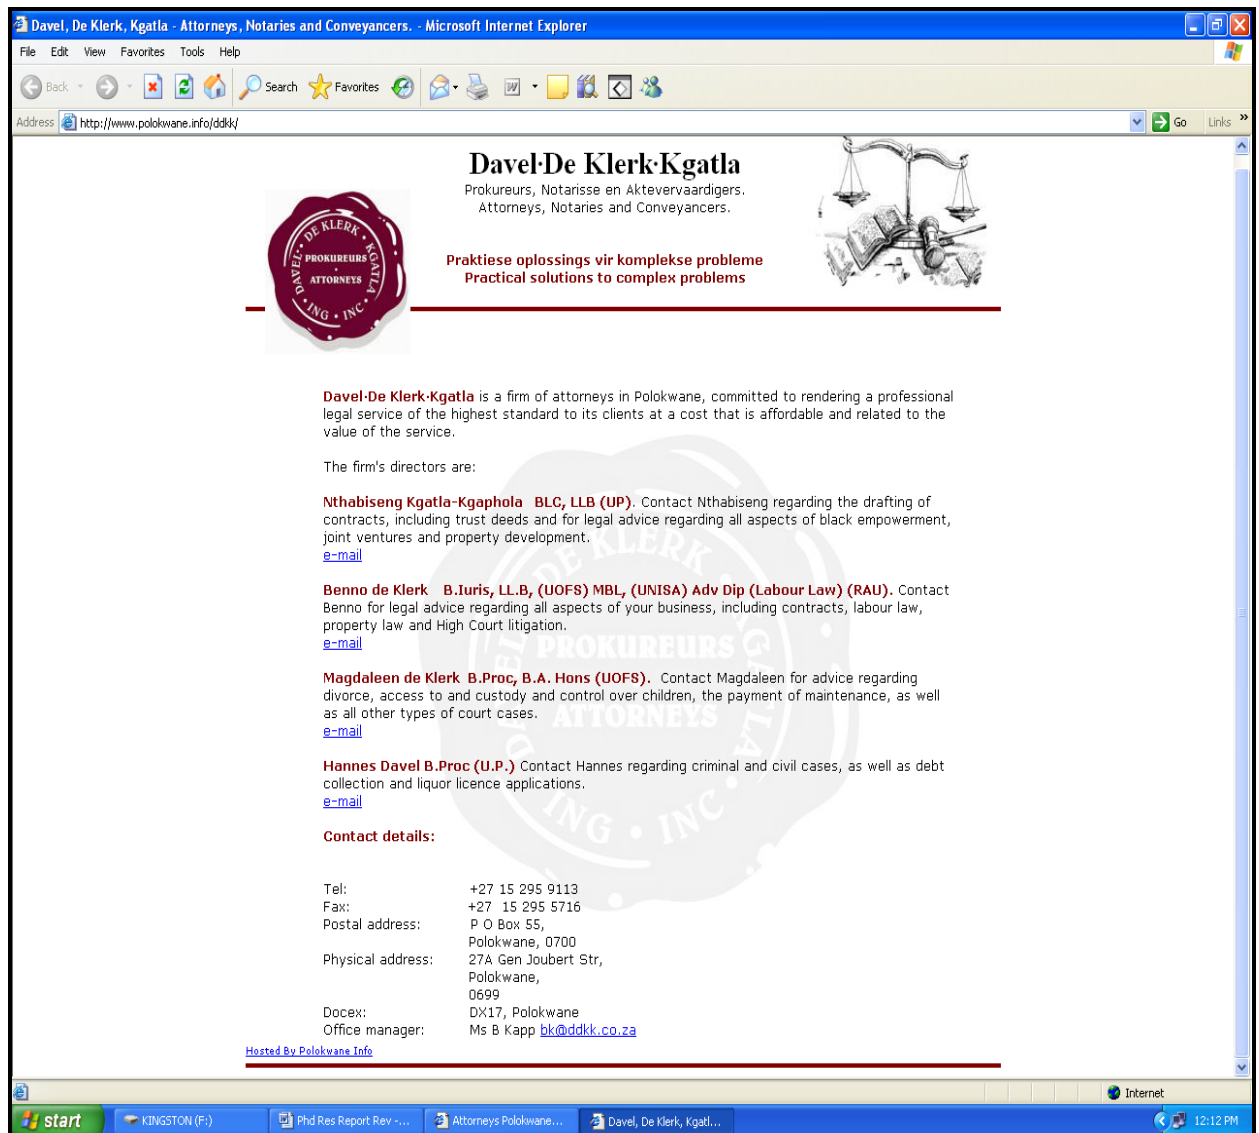 Davel, De Klerk, Kgatla - Attorneys, Notaries and Conveyancers. - Microsoft Internet Explorer
File Edit View Favorites Tools Help
Back Search Favorites
Address http://www.polokwane.info/ddkk/ Go Links »
Davel·De Klerk·Kgatla
Prokureurs, Notarisse en Aktevervaardigers.
Attorneys, Notaries and Conveyancers.
DAVEL · DE KLERK · KGATLA
PROKUREURS
·
ATTORNEYS
· ING · INC ·
Praktiese oplossings vir komplekse probleme
Practical solutions to complex problems
Davel·De Klerk·Kgatla is a firm of attorneys in Polokwane, committed to rendering a professional
legal service of the highest standard to its clients at a cost that is affordable and related to the
value of the service.
The firm's directors are:
Nthabiseng Kgatla-Kgaphola BLC, LLB (UP). Contact Nthabiseng regarding the drafting of
contracts, including trust deeds and for legal advice regarding all aspects of black empowerment,
joint ventures and property development.
e-mail
Benno de Klerk B.Iuris, LL.B, (UOFS) MBL, (UNISA) Adv Dip (Labour Law) (RAU). Contact
Benno for legal advice regarding all aspects of your business, including contracts, labour law,
property law and High Court litigation.
e-mail
Magdaleen de Klerk B.Proc, B.A. Hons (UOFS). Contact Magdaleen for advice regarding
divorce, access to and custody and control over children, the payment of maintenance, as well
as all other types of court cases.
e-mail
Hannes Davel B.Proc (U.P.) Contact Hannes regarding criminal and civil cases, as well as debt
collection and liquor licence applications.
e-mail
DAVEL · DE KLERK · KGATLA
PROKUREURS
ATTORNEYS
· ING · INC ·
Contact details:
Tel: +27 15 295 9113
Fax: +27 15 295 5716
Postal address: P O Box 55,
Polokwane, 0700
Physical address: 27A Gen Joubert Str,
Polokwane,
0699
Docex: DX17, Polokwane
Office manager: Ms B Kapp bk@ddkk.co.za
Hosted By Polokwane Info
Internet
start KINGSTON (F:) Phd Res Report Rev -... Attorneys Polokwane... Davel, De Klerk, Kgatl... 12:12 PM